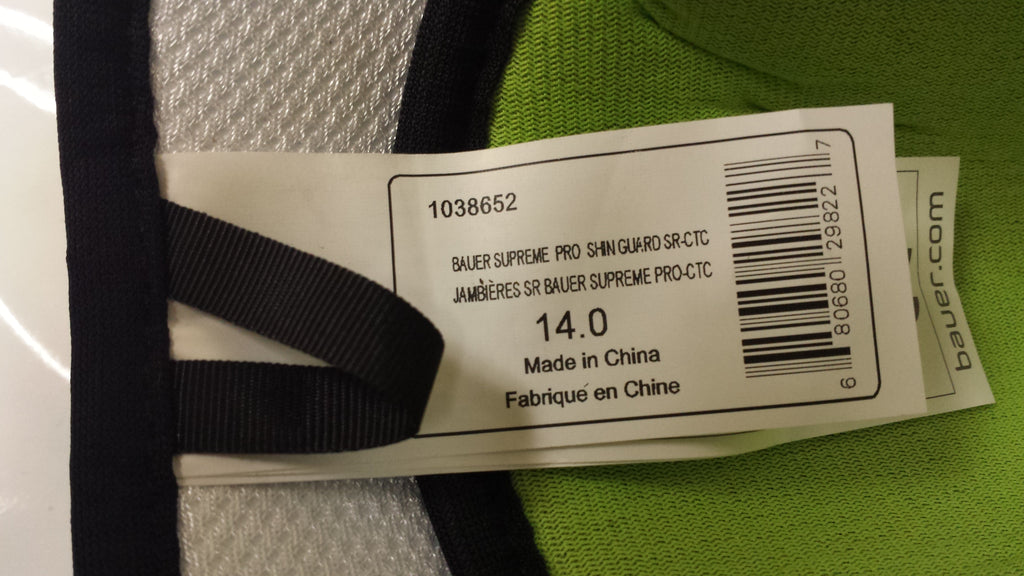 1038652
BAUER SUPREME PRO SHIN GUARD SR-CTC
JAMBIÈRES SR BAUER SUPREME PRO-CTC
14.0
Made in China
Fabriqué en Chine
6 80680 29822 7
bauer.com